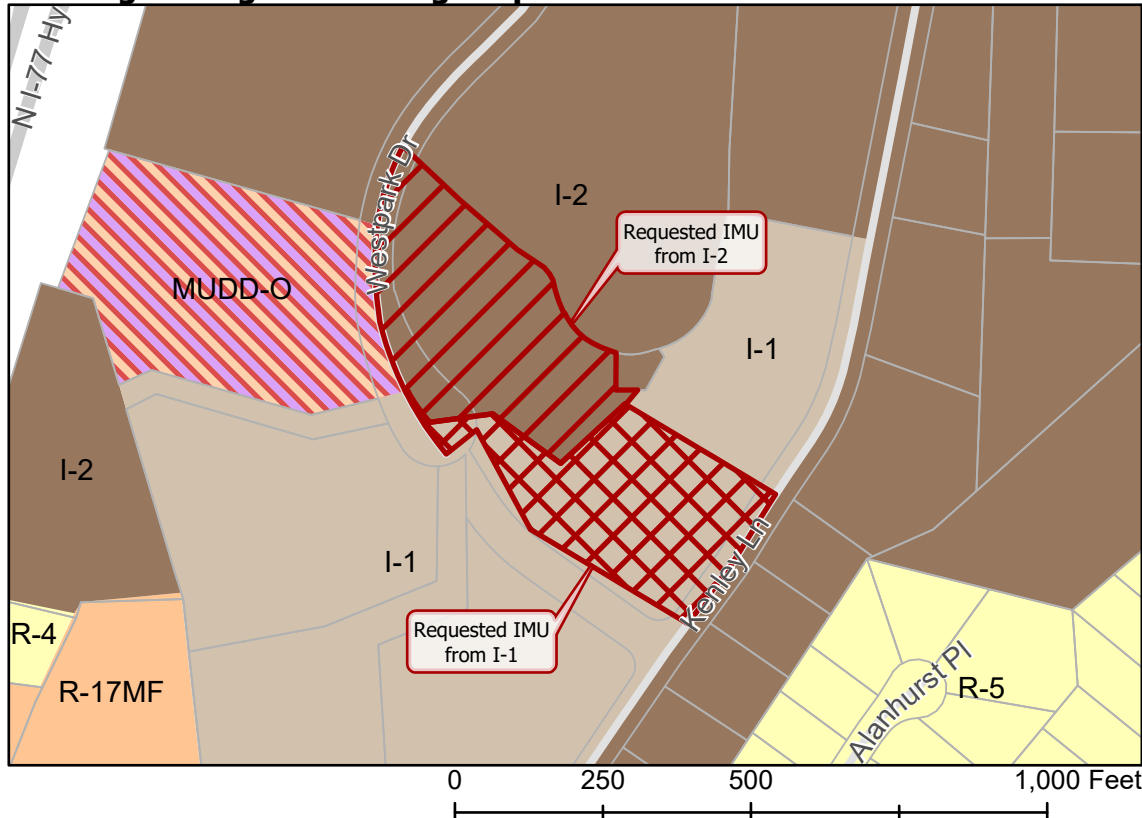 N I-77 Hy
Westpark Dr
I-2
Requested IMU
from I-2
MUDD-O
I-1
I-2
I-1
Kenley Ln
Requested IMU
from I-1
R-4
R-17MF
R-5
Alanhurst Pl
0 250 500 1,000 Feet